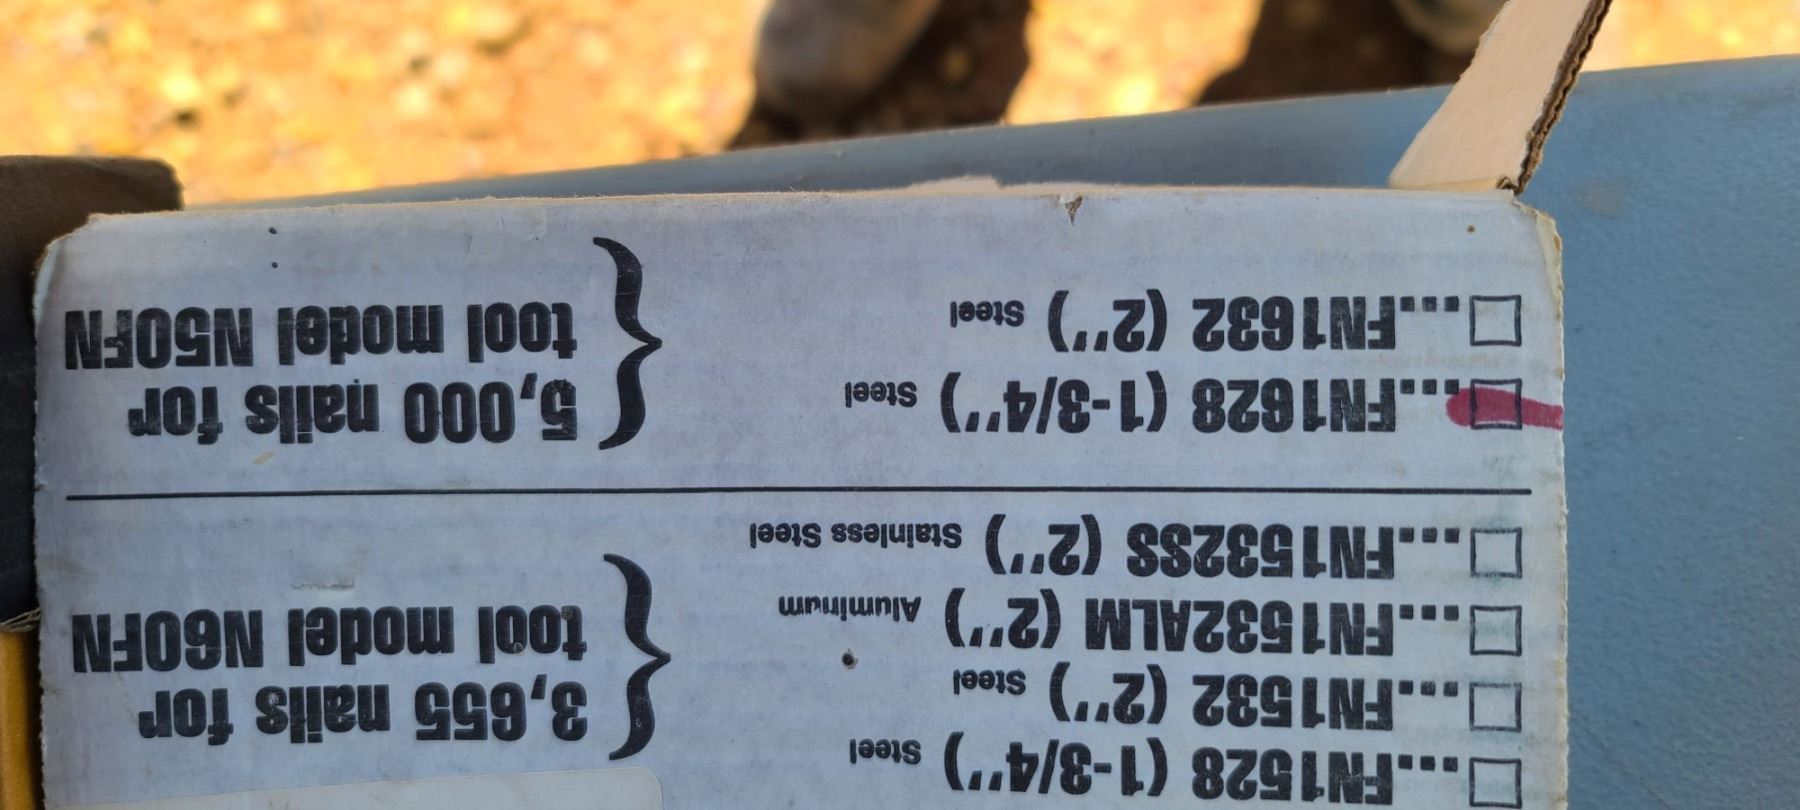 ☐...FN1528 (1-3/4'') Steel
☐...FN1532 (2'') Steel
☐...FN1532ALM (2'') Aluminum
☐...FN1532SS (2'') Stainless Steel
3,655 nails for
tool model N60FN
☐...FN1628 (1-3/4'') Steel
☐...FN1632 (2'') Steel
5,000 nails for
tool model N50FN